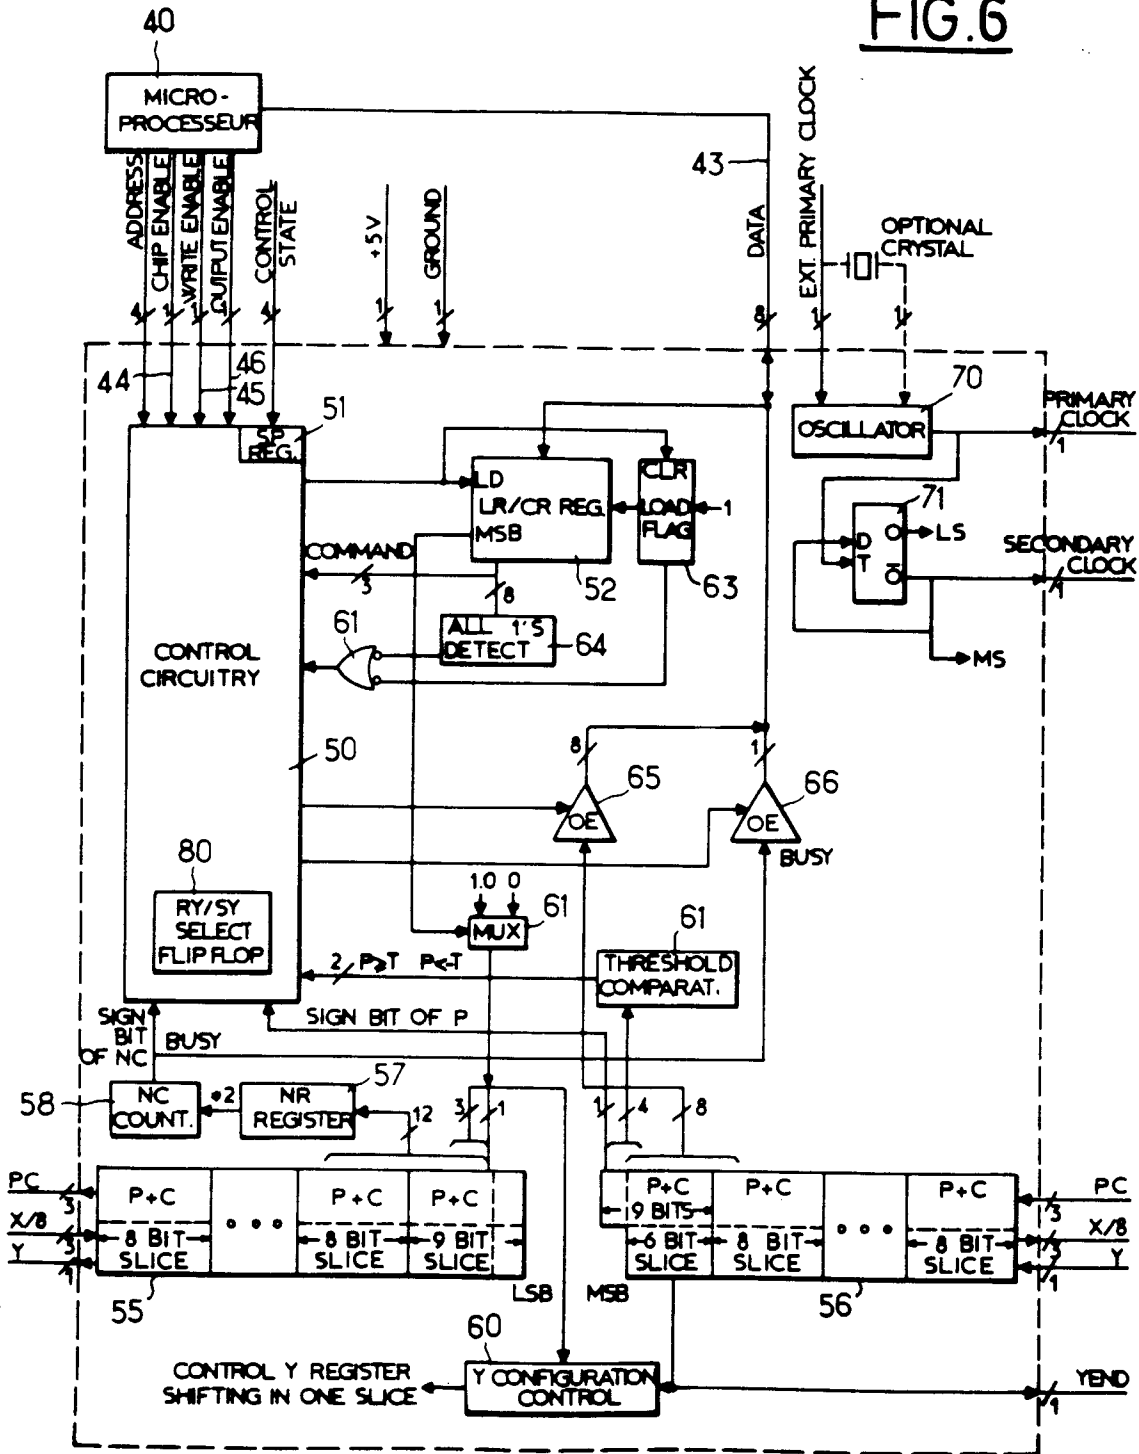 FIG.6
40
MICRO-
PROCESSEUR
ADDRESS
CHIP ENABLE
WRITE ENABLE
OUTPUT ENABLE
CONTROL
STATE
+5V
GROUND
43
DATA
EXT. PRIMARY CLOCK
OPTIONAL
CRYSTAL
4
1
1
1
4
1
1
8
1
1
44
46
45
51
SP
REG.
70
OSCILLATOR
PRIMARY
CLOCK
1
LD
LR/CR REG.
MSB
52
CLR
LOAD
FLAG
1
63
71
D
T
Q
Q̅
LS
SECONDARY
CLOCK
1
MS
COMMAND
3
8
ALL 1'S
DETECT
64
61
CONTROL
CIRCUITRY
50
8
65
OE
1
66
OE
BUSY
80
RY/SY
SELECT
FLIP FLOP
1.0 0
MUX
61
61
THRESHOLD
COMPARAT.
2
P≥T P<-T
SIGN BIT OF P
SIGN
BIT
OF NC
BUSY
58
NC
COUNT.
•2
NR
REGISTER
57
12
3
1
1
4
8
PC
3
X/8
3
Y
1
P+C
8 BIT
SLICE
• • •
P+C
8 BIT
SLICE
P+C
9 BIT
SLICE
55
LSB
MSB
P+C
9 BITS
6 BIT
SLICE
P+C
8 BIT
SLICE
• • •
P+C
8 BIT
SLICE
56
PC
3
X/8
3
Y
1
60
Y CONFIGURATION
CONTROL
CONTROL Y REGISTER
SHIFTING IN ONE SLICE
YEND
1